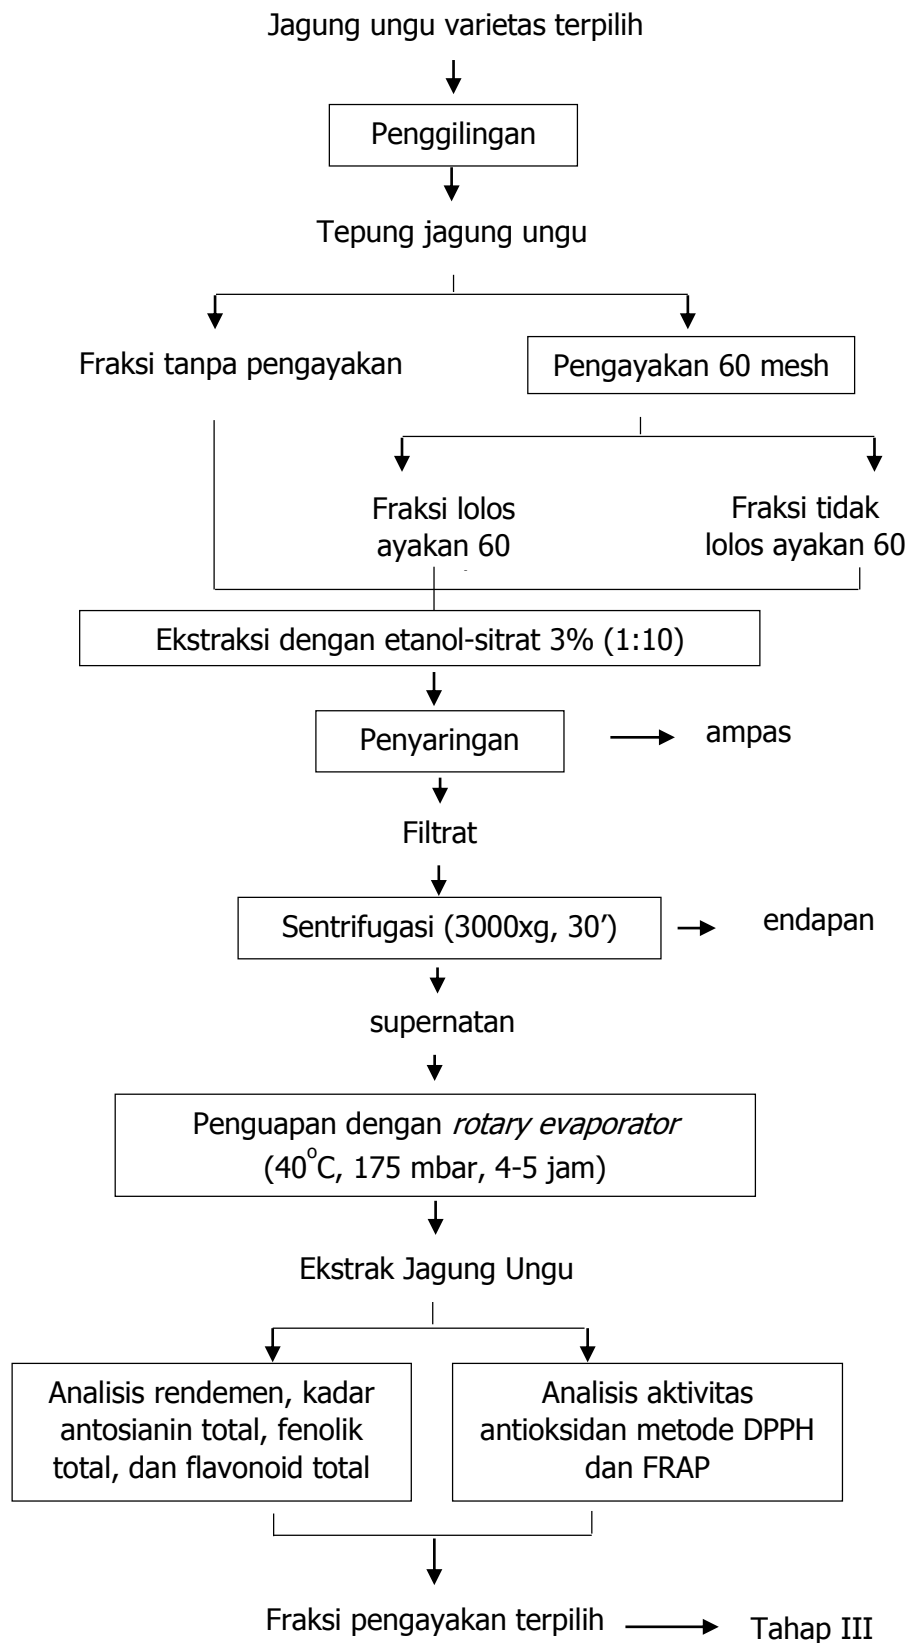 Jagung ungu varietas terpilih
Penggilingan
Tepung jagung ungu
Fraksi tanpa pengayakan
Pengayakan 60 mesh
Fraksi lolos
ayakan 60
Fraksi tidak
lolos ayakan 60
Ekstraksi dengan etanol-sitrat 3% (1:10)
Penyaringan
ampas
Filtrat
Sentrifugasi (3000xg, 30’)
endapan
supernatan
Penguapan dengan rotary evaporator
(40°C, 175 mbar, 4-5 jam)
Ekstrak Jagung Ungu
Analisis rendemen, kadar
antosianin total, fenolik
total, dan flavonoid total
Analisis aktivitas
antioksidan metode DPPH
dan FRAP
Fraksi pengayakan terpilih
Tahap III